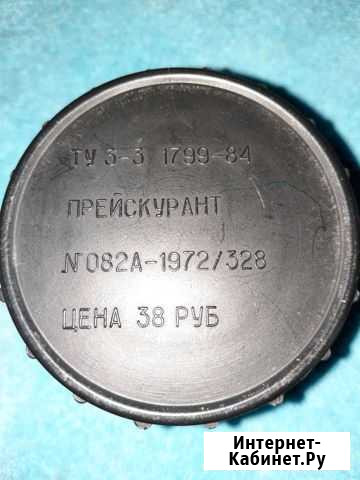 ТУ 3-3 1799-84
ПРЕЙСКУРАНТ
№082А-1972/328
ЦЕНА 38 РУБ
Интернет-
Кабинет.Ру